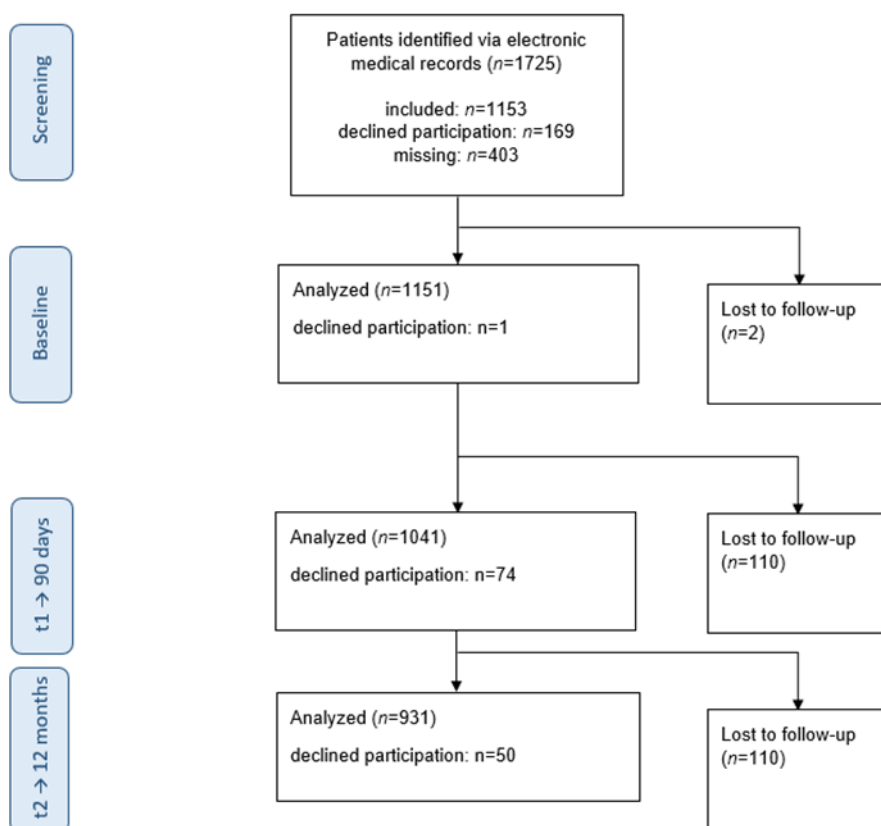 Screening
Patients identified via electronic
medical records (n=1725)
included: n=1153
declined participation: n=169
missing: n=403
Baseline
Analyzed (n=1151)
declined participation: n=1
Lost to follow-up
(n=2)
t1 → 90 days
Analyzed (n=1041)
declined participation: n=74
Lost to follow-up
(n=110)
t2 → 12 months
Analyzed (n=931)
declined participation: n=50
Lost to follow-up
(n=110)